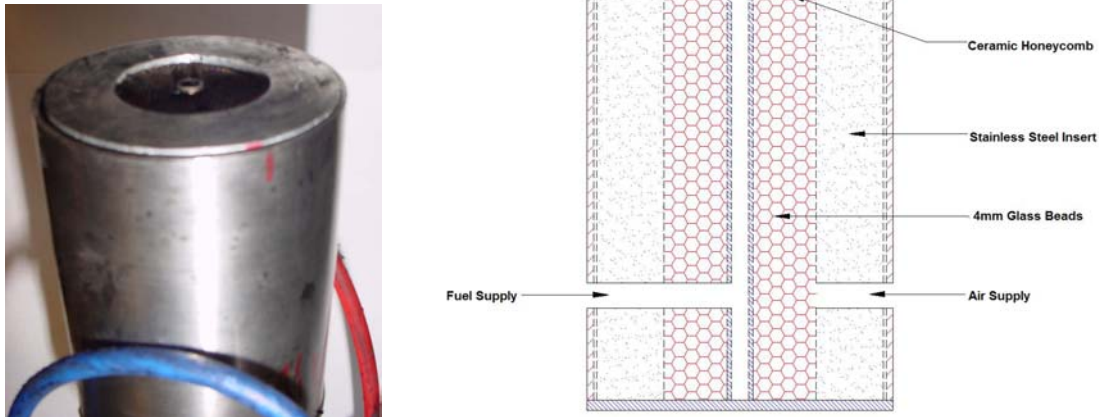 Ceramic Honeycomb
Stainless Steel Insert
4mm Glass Beads
Fuel Supply
Air Supply